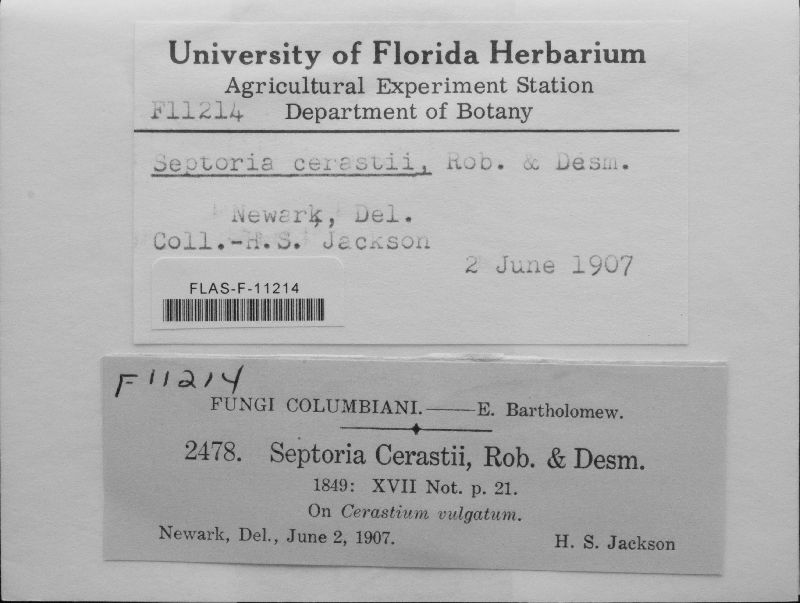 University of Florida Herbarium
Agricultural Experiment Station
F11214 Department of Botany
Septoria cerastii, Rob. & Desm.
Newark, Del.
Coll.-H.S. Jackson
2 June 1907
FLAS-F-11214
F11214
FUNGI COLUMBIANI.——E. Bartholomew.
2478. Septoria Cerastii, Rob. & Desm.
1849: XVII Not. p. 21.
On Cerastium vulgatum.
Newark, Del., June 2, 1907. H. S. Jackson